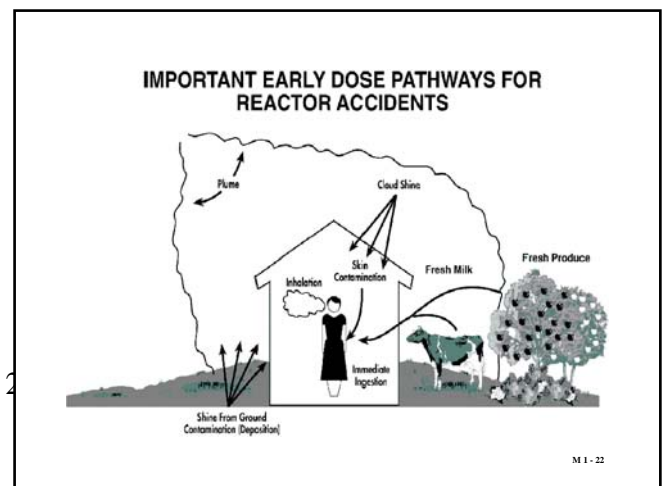 IMPORTANT EARLY DOSE PATHWAYS FOR
REACTOR ACCIDENTS
Plume
Cloud Shine
Skin
Contamination
Inhalation
Fresh Milk
Fresh Produce
Immediate
Ingestion
Shine From Ground
Contamination (Deposition)
2
M 1 - 22